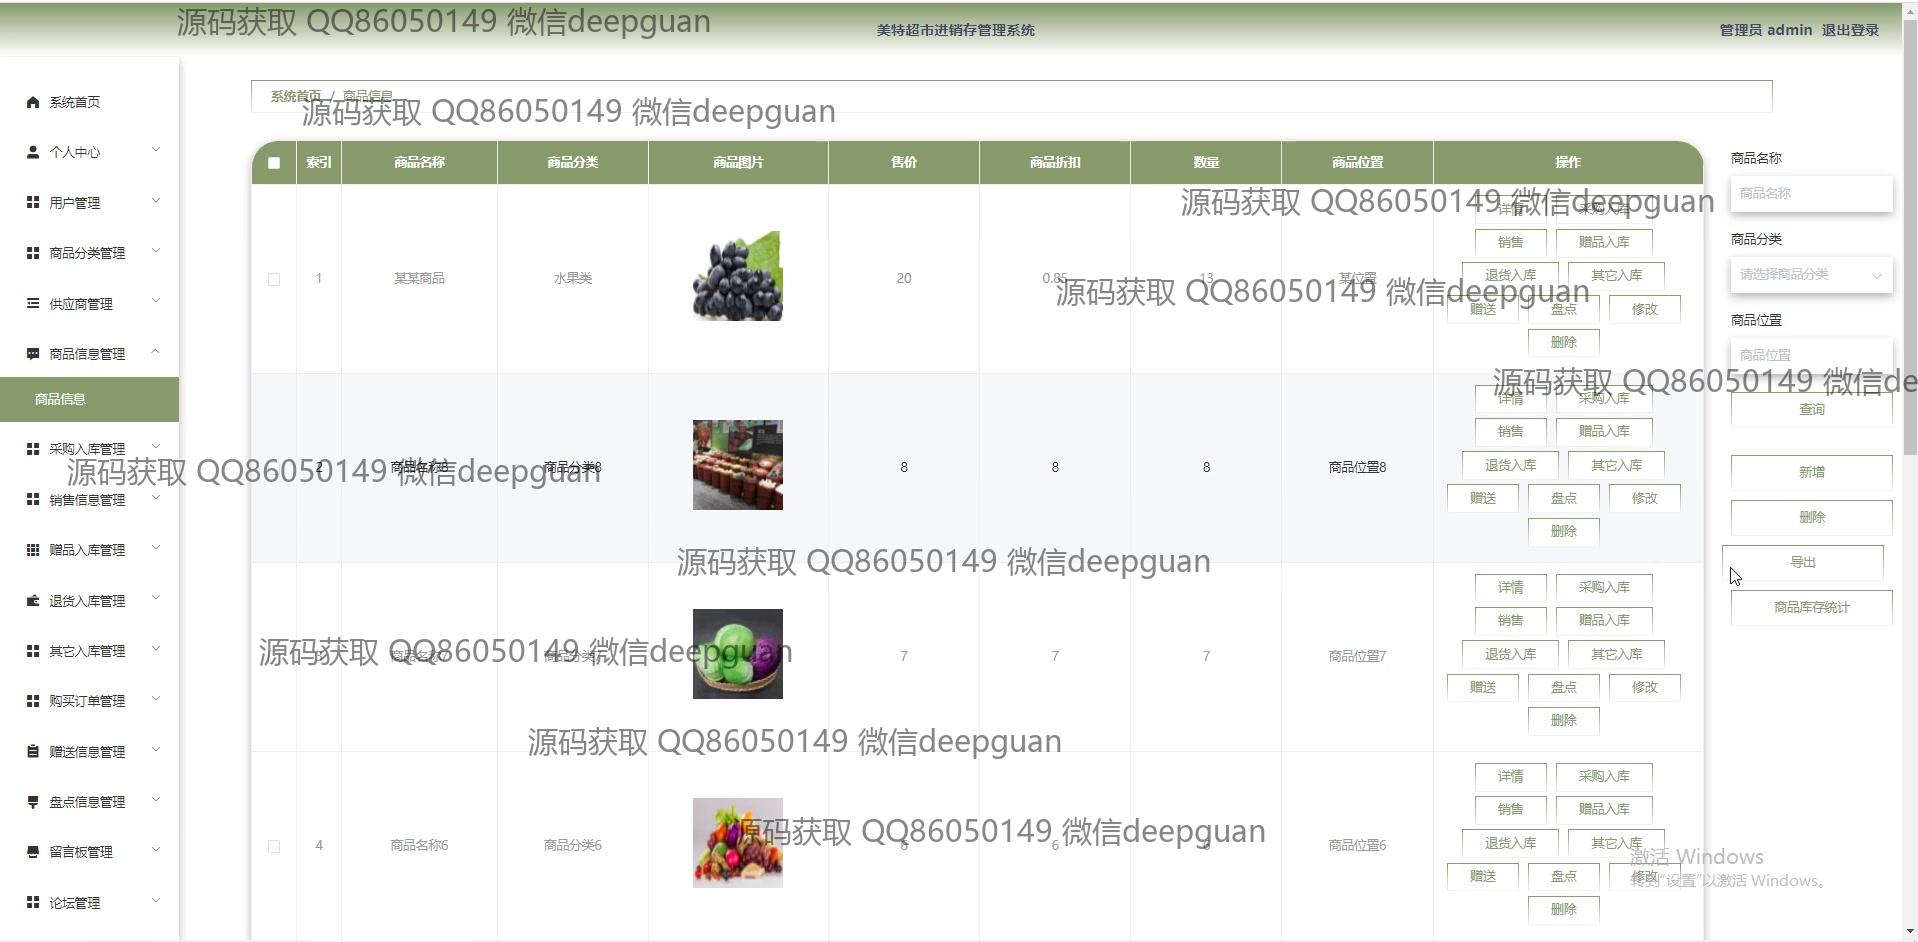 源码获取 QQ86050149 微信deepguan
美特超市进销存管理系统
管理员 admin 退出登录
系统首页
个人中心
用户管理
商品分类管理
供应商管理
商品信息管理
商品信息
采购入库管理
销售信息管理
赠品入库管理
退货入库管理
其它入库管理
购买订单管理
赠送信息管理
盘点信息管理
留言板管理
论坛管理
系统首页 / 商品信息
源码获取 QQ86050149 微信deepguan
索引 商品名称 商品分类 商品图片 售价 商品折扣 数量 商品位置 操作
源码获取 QQ86050149 微信deepguan
1 某某商品 水果类 20 0.85 13 某位置
详情 采购入库
销售 赠品入库
退货入库 其它入库
赠送 盘点 修改
删除
源码获取 QQ86050149 微信deepguan
源码获取 QQ86050149 微信de
2 商品名称8 商品分类8 8 8 8 商品位置8
详情 采购入库
销售 赠品入库
退货入库 其它入库
赠送 盘点 修改
删除
源码获取 QQ86050149 微信deepguan
源码获取 QQ86050149 微信deepguan
3 商品名称7 商品分类7 7 7 7 商品位置7
详情 采购入库
销售 赠品入库
退货入库 其它入库
赠送 盘点 修改
删除
源码获取 QQ86050149 微信deepguan
源码获取 QQ86050149 微信deepguan
4 商品名称6 商品分类6 6 6 6 商品位置6
详情 采购入库
销售 赠品入库
退货入库 其它入库
赠送 盘点 修改
删除
源码获取 QQ86050149 微信deepguan
商品名称
商品名称
商品分类
请选择商品分类
商品位置
商品位置
查询
新增
删除
导出
商品库存统计
激活 Windows
转到"设置"以激活 Windows。